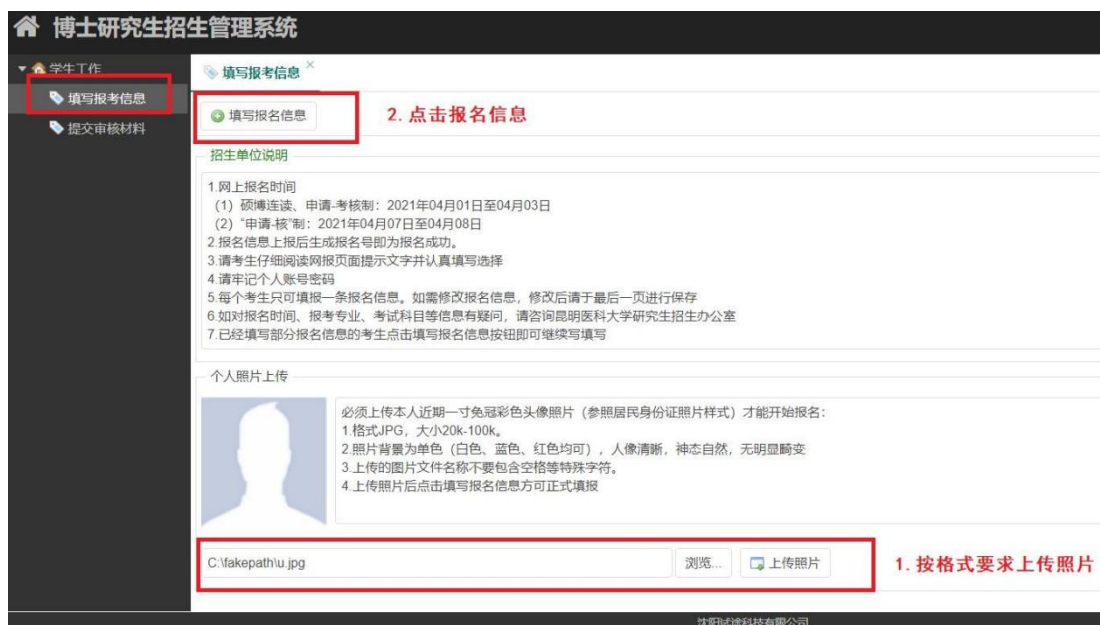 博士研究生招生管理系统
学生工作
填写报考信息
提交审核材料
填写报考信息
填写报名信息
2. 点击报名信息
招生单位说明
1.网上报名时间
(1) 硕博连读、申请-考核制：2021年04月01日至04月03日
(2) “申请-核”制：2021年04月07日至04月08日
2.报名信息上报后生成报名号即为报名成功。
3.请考生仔细阅读网报页面提示文字并认真填写选择
4.请牢记个人账号密码
5.每个考生只可填报一条报名信息。如需修改报名信息，修改后请于最后一页进行保存
6.如对报名时间、报考专业、考试科目等信息有疑问，请咨询昆明医科大学研究生招生办公室
7.已经填写部分报名信息的考生点击填写报名信息按钮即可继续写填写
个人照片上传
必须上传本人近期一寸免冠彩色头像照片（参照居民身份证照片样式）才能开始报名：
1.格式JPG，大小20k-100k。
2.照片背景为单色（白色、蓝色、红色均可），人像清晰，神态自然，无明显畸变
3.上传的图片文件名称不要包含空格等特殊字符。
4.上传照片后点击填写报名信息方可正式填报
C:\fakepath\u.jpg
浏览...
上传照片
1. 按格式要求上传照片
沈阳试途科技有限公司